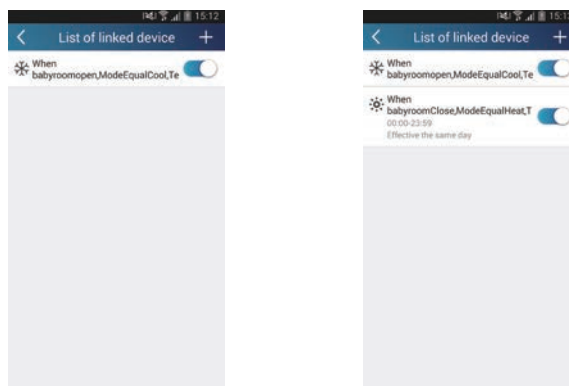 15:12
List of linked device
When
babyroomopen,ModeEqualCool,Te
List of linked device
When
babyroomopen,ModeEqualCool,Te
When
babyroomClose,ModeEqualHeat,T
00:00-23:59
Effective the same day